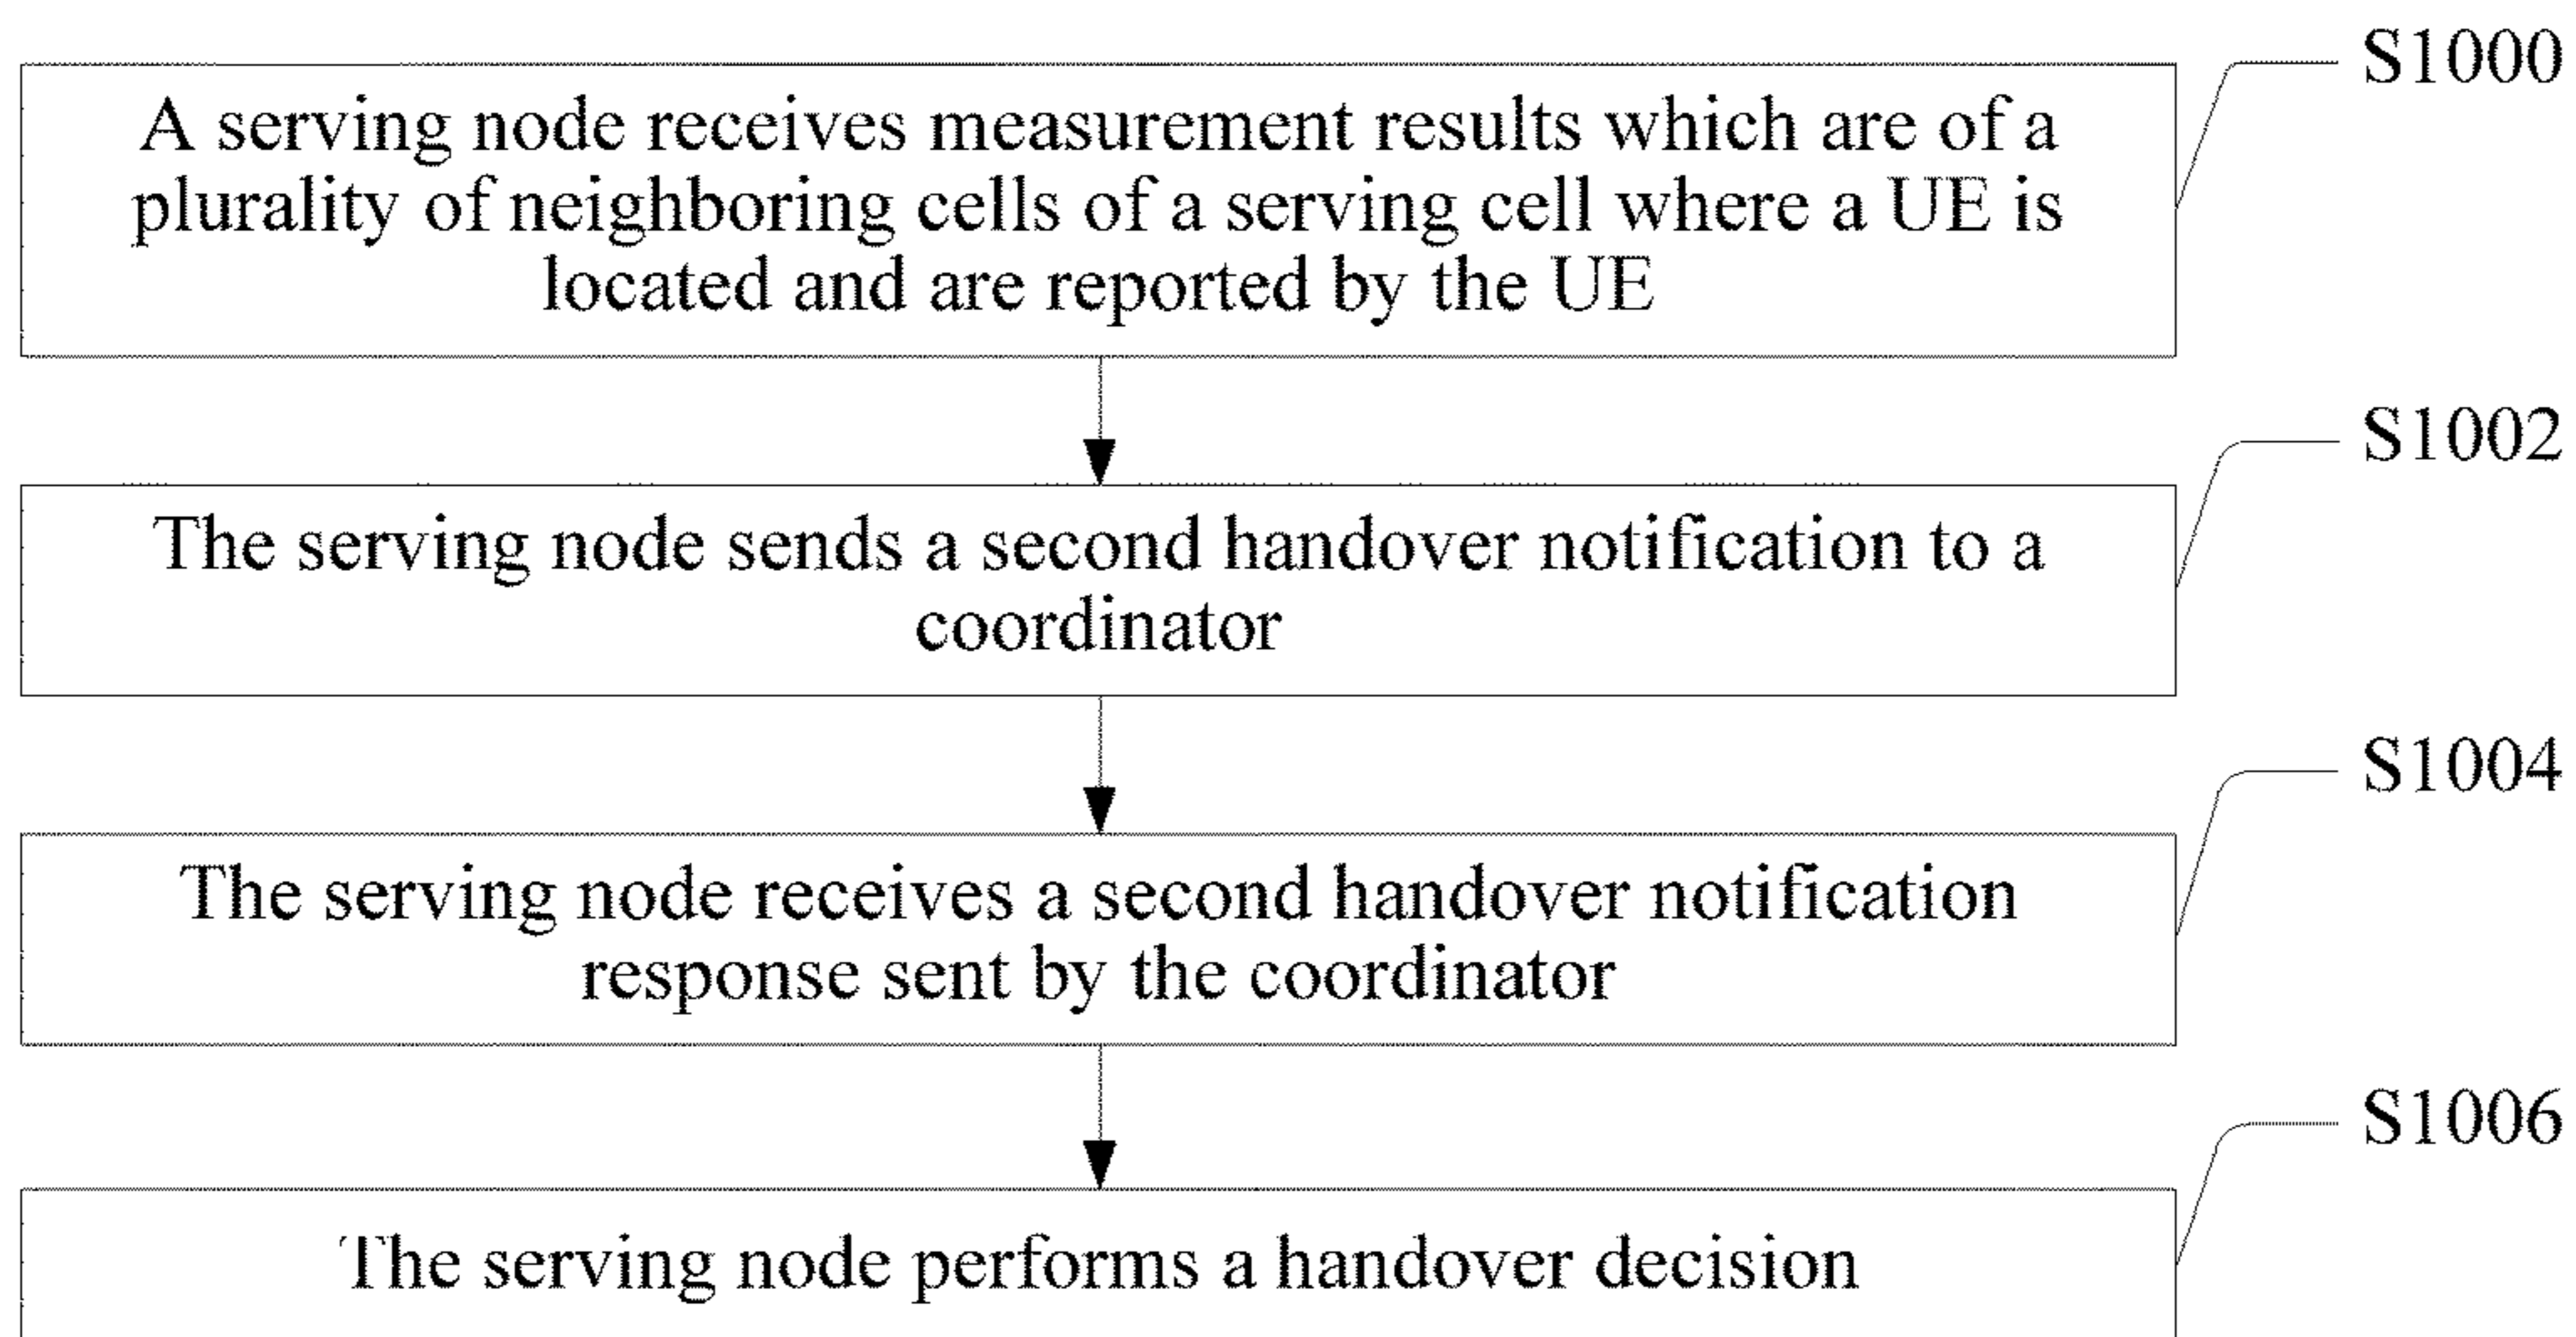 S1000
A serving node receives measurement results which are of a
plurality of neighboring cells of a serving cell where a UE is
located and are reported by the UE
S1002
The serving node sends a second handover notification to a
coordinator
S1004
The serving node receives a second handover notification
response sent by the coordinator
S1006
The serving node performs a handover decision